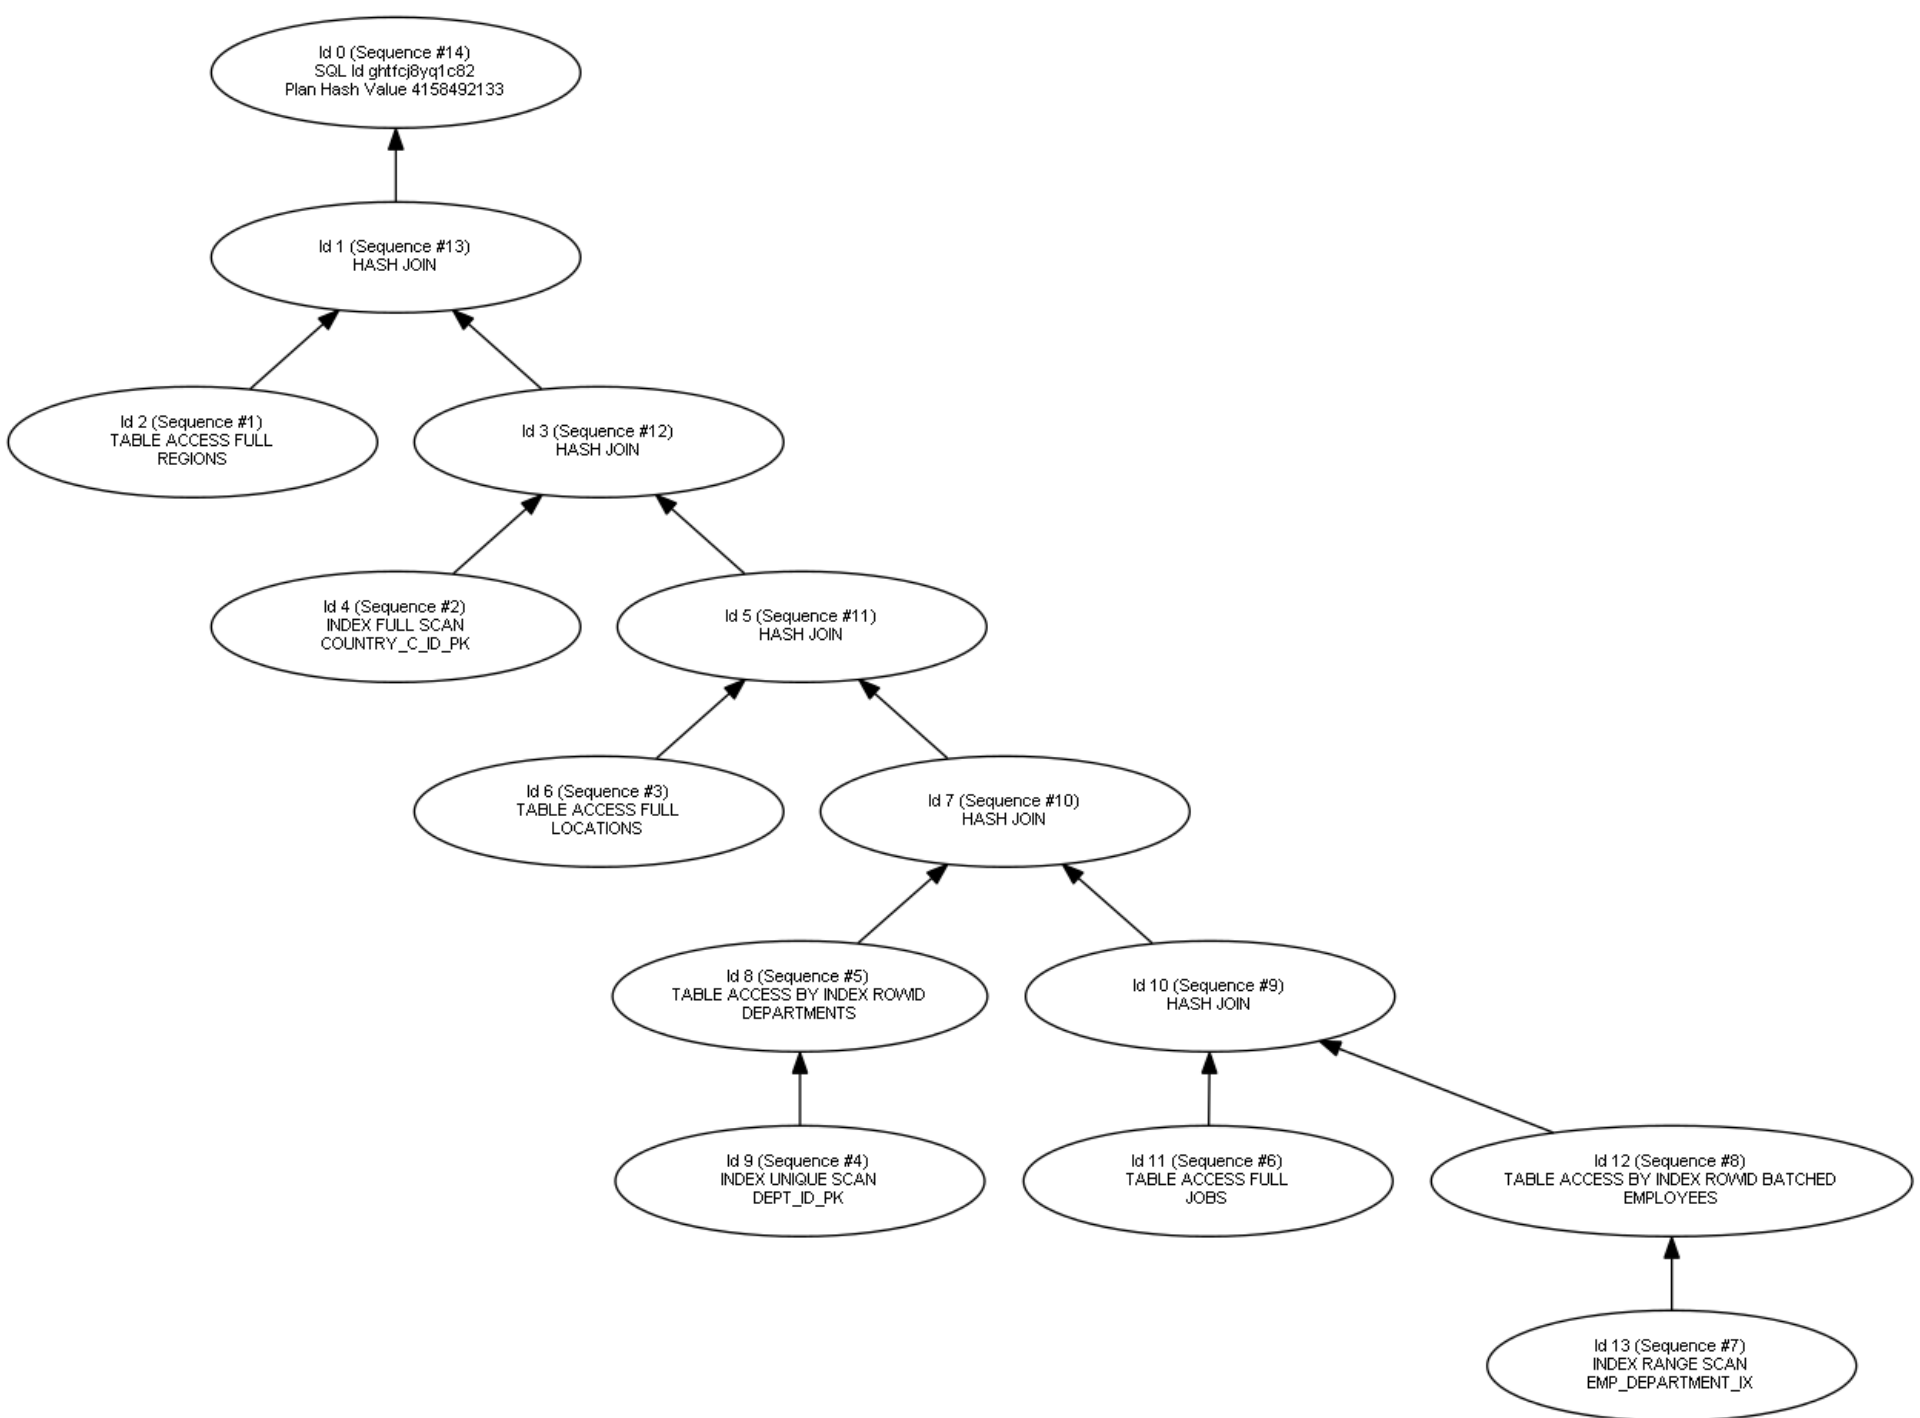 Id 0 (Sequence #14)
SQL Id ghtfcj8yq1c82
Plan Hash Value 4158492133
Id 1 (Sequence #13)
HASH JOIN
Id 2 (Sequence #1)
TABLE ACCESS FULL
REGIONS
Id 3 (Sequence #12)
HASH JOIN
Id 4 (Sequence #2)
INDEX FULL SCAN
COUNTRY_C_ID_PK
Id 5 (Sequence #11)
HASH JOIN
Id 6 (Sequence #3)
TABLE ACCESS FULL
LOCATIONS
Id 7 (Sequence #10)
HASH JOIN
Id 8 (Sequence #5)
TABLE ACCESS BY INDEX ROWID
DEPARTMENTS
Id 10 (Sequence #9)
HASH JOIN
Id 9 (Sequence #4)
INDEX UNIQUE SCAN
DEPT_ID_PK
Id 11 (Sequence #6)
TABLE ACCESS FULL
JOBS
Id 12 (Sequence #8)
TABLE ACCESS BY INDEX ROWID BATCHED
EMPLOYEES
Id 13 (Sequence #7)
INDEX RANGE SCAN
EMP_DEPARTMENT_IX